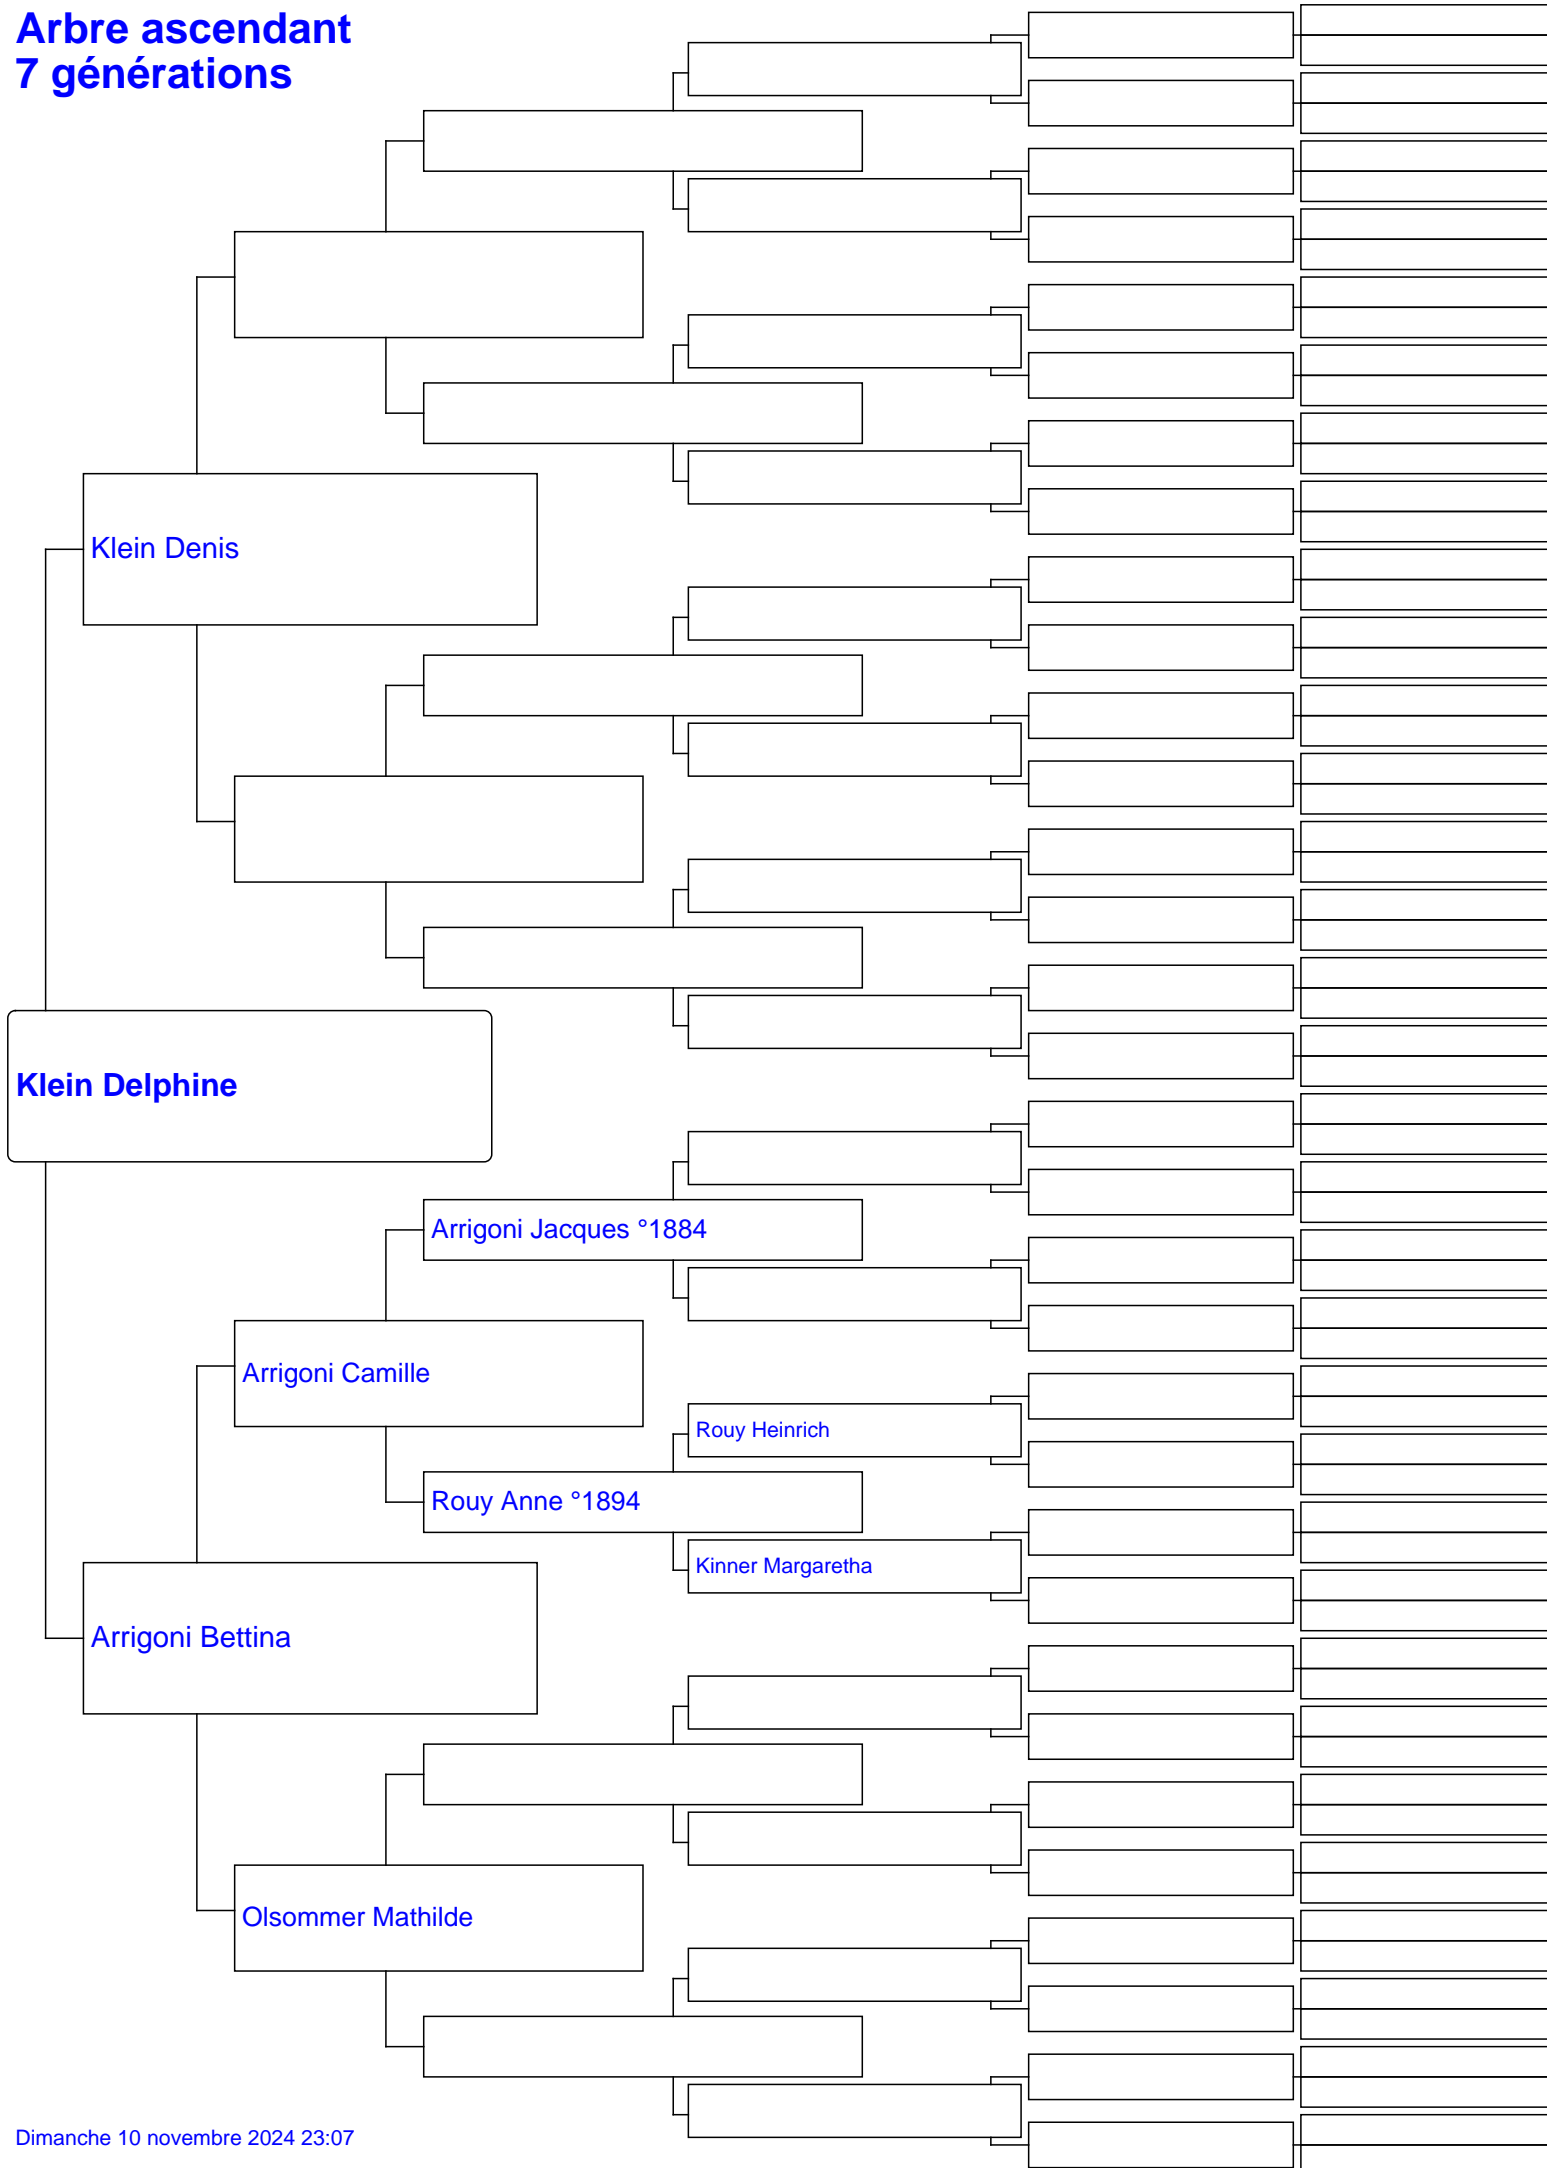 Arbre ascendant
7 générations
Klein Denis
Klein Delphine
Arrigoni Jacques °1884
Arrigoni Camille
Rouy Heinrich
Rouy Anne °1894
Kinner Margaretha
Arrigoni Bettina
Olsommer Mathilde
Dimanche 10 novembre 2024 23:07